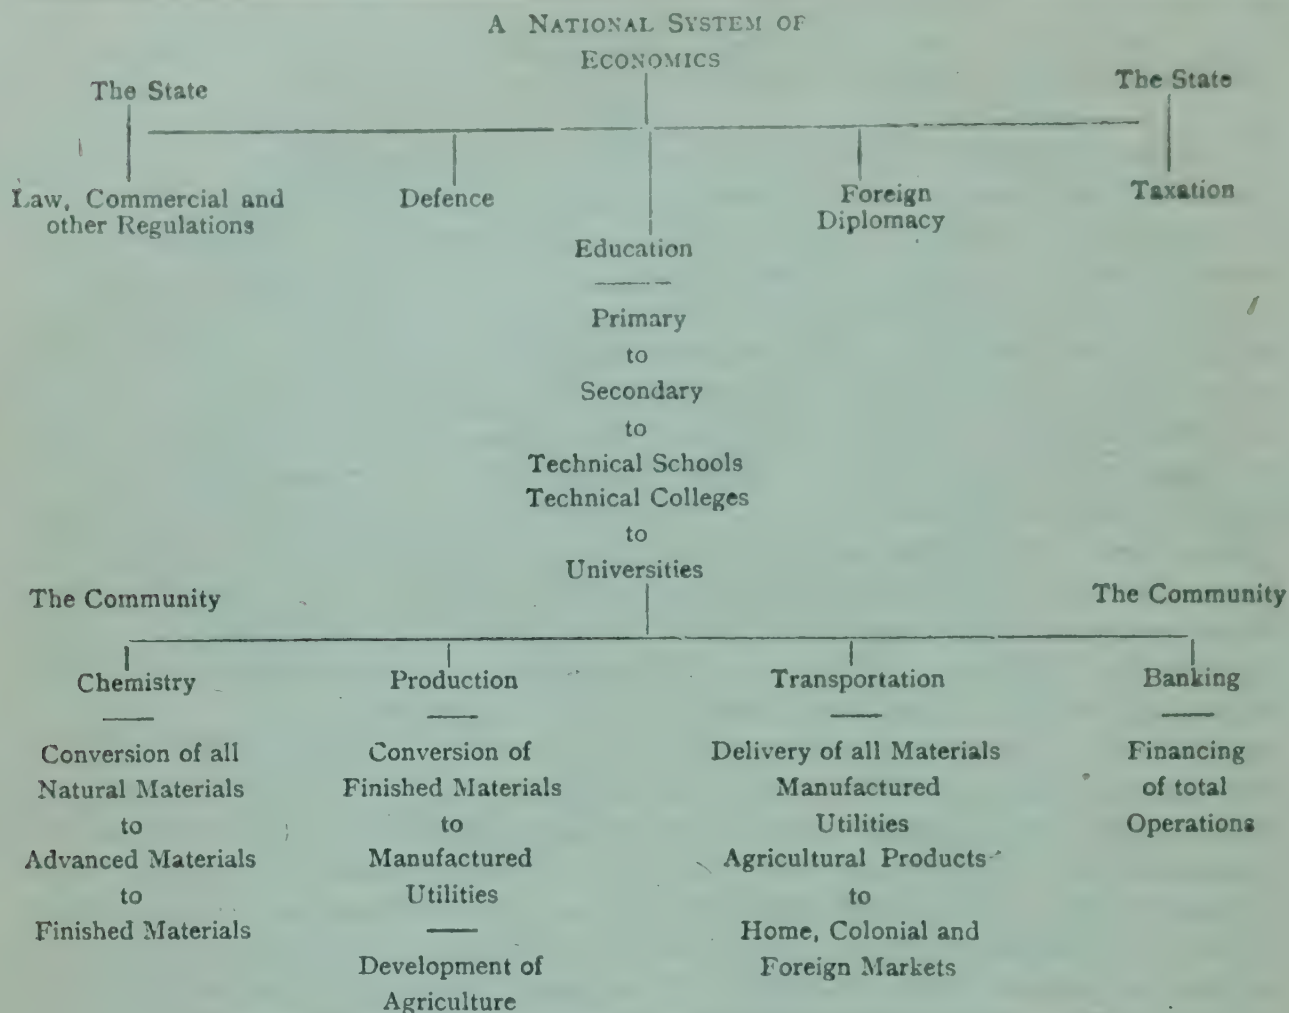 A NATIONAL SYSTEM OF
ECONOMICS
The State
The State
Law, Commercial and
other Regulations
Defence
Foreign
Diplomacy
Taxation
Education
Primary
to
Secondary
to
Technical Schools
Technical Colleges
to
Universities
The Community
The Community
Chemistry
Conversion of all
Natural Materials
to
Advanced Materials
to
Finished Materials
Production
Conversion of
Finished Materials
to
Manufactured
Utilities
Development of
Agriculture
Transportation
Delivery of all Materials
Manufactured
Utilities
Agricultural Products
to
Home, Colonial and
Foreign Markets
Banking
Financing
of total
Operations